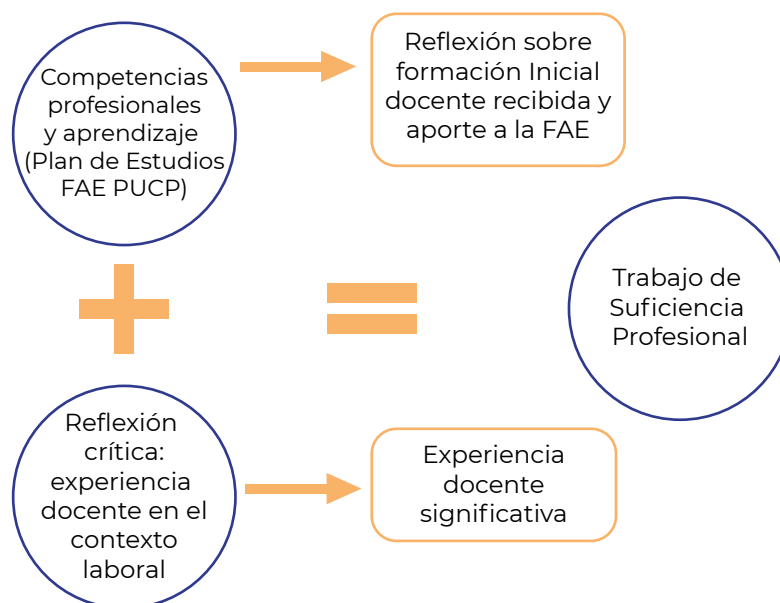 Competencias
profesionales
y aprendizaje
(Plan de Estudios
FAE PUCP)
Reflexión sobre
formación Inicial
docente recibida y
aporte a la FAE
+
=
Trabajo de
Suficiencia
Profesional
Reflexión
crítica:
experiencia
docente en el
contexto
laboral
Experiencia
docente
significativa